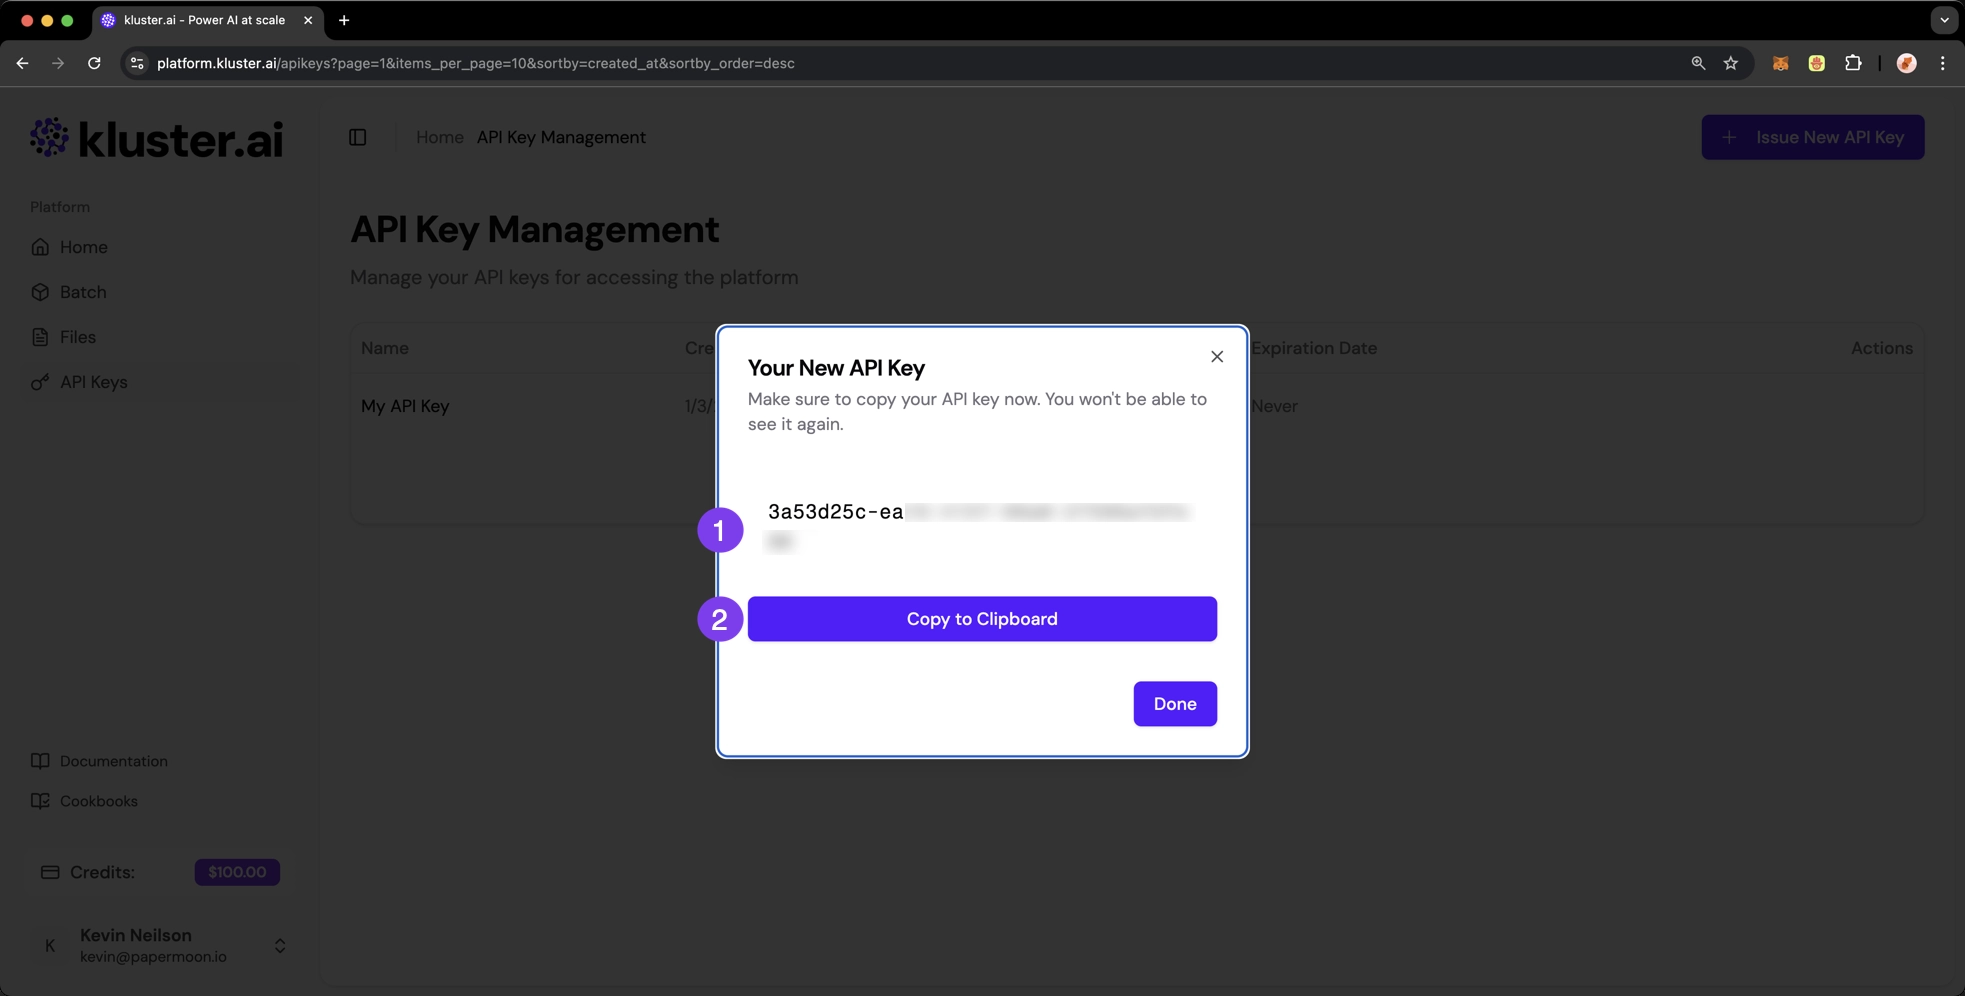 kluster.ai - Power AI at scale
platform.kluster.ai/apikeys?page=1&items_per_page=10&sortby=created_at&sortby_order=desc
kluster.ai
Home API Key Management
+ Issue New API Key
Platform
Home
Batch
Files
API Keys
API Key Management
Manage your API keys for accessing the platform
Name Cre Expiration Date Actions
My API Key 1/3/ Never
Your New API Key
Make sure to copy your API key now. You won't be able to
see it again.
1
3a53d25c-ea
2
Copy to Clipboard
Done
Documentation
Cookbooks
Credits: $100.00
K
Kevin Neilson
kevin@papermoon.io